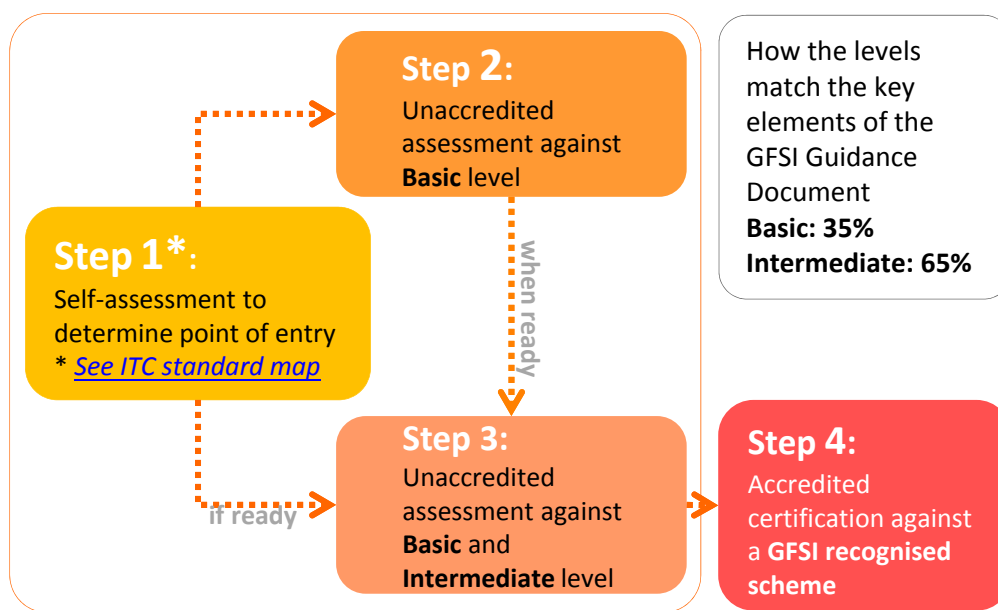 Step 1*:
Self-assessment to
determine point of entry
* See ITC standard map
Step 2:
Unaccredited
assessment against
Basic level
when ready
if ready
Step 3:
Unaccredited
assessment against
Basic and
Intermediate level
Step 4:
Accredited
certification against
a GFSI recognised
scheme
How the levels
match the key
elements of the
GFSI Guidance
Document
Basic: 35%
Intermediate: 65%